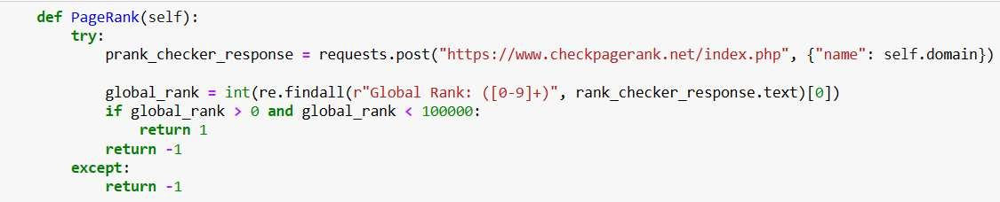 def PageRank(self):
    try:
        prank_checker_response = requests.post("https://www.checkpagerank.net/index.php", {"name": self.domain})

        global_rank = int(re.findall(r"Global Rank: ([0-9]+)", rank_checker_response.text)[0])
        if global_rank > 0 and global_rank < 100000:
            return 1
        return -1
    except:
        return -1